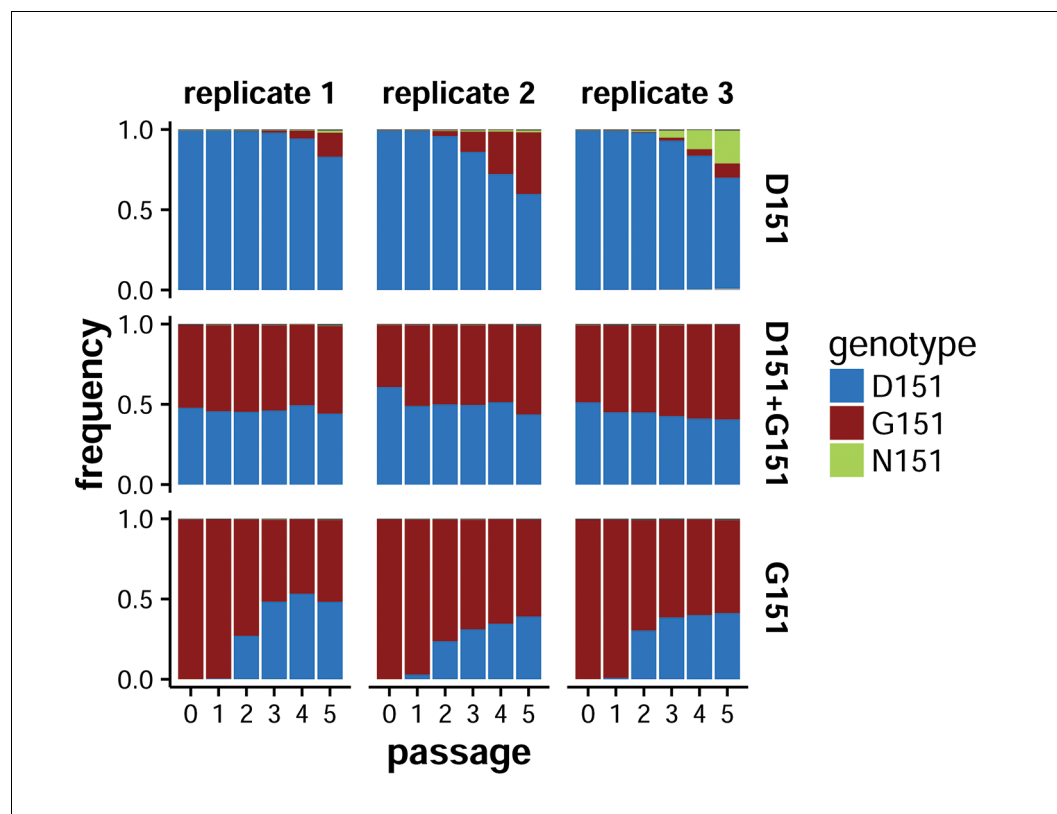 replicate 1 replicate 2 replicate 3
1.0
0.5
0.0
D151
1.0
0.5
0.0
D151+G151
1.0
0.5
0.0
G151
frequency
0 1 2 3 4 5 0 1 2 3 4 5 0 1 2 3 4 5
passage
genotype
D151
G151
N151